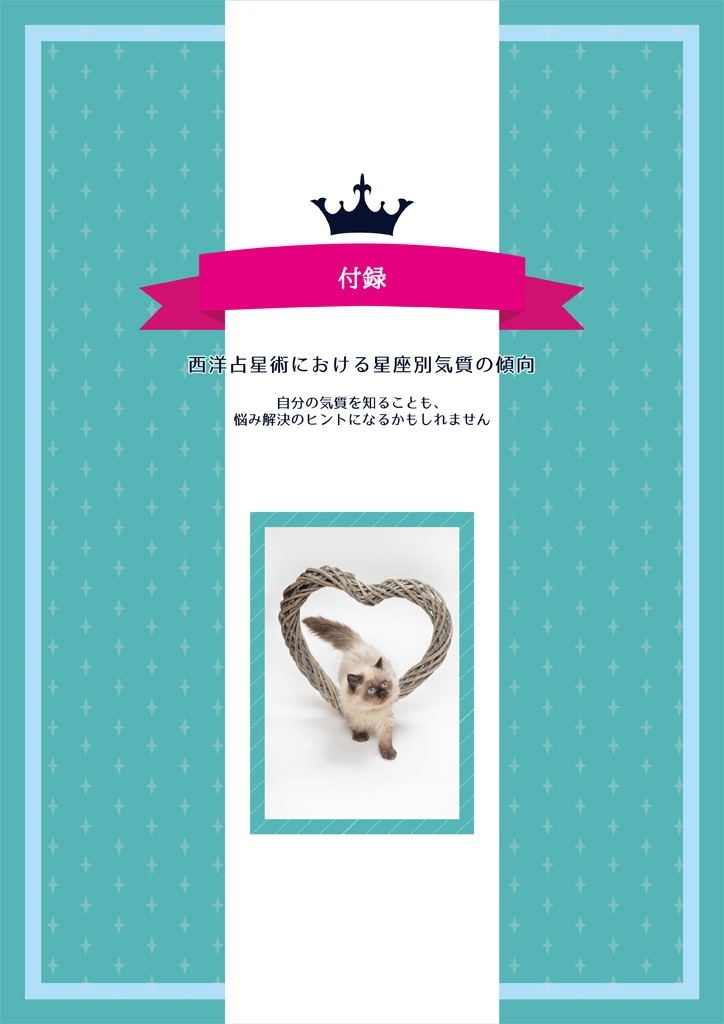 付録
西洋占星術における星座別気質の傾向
自分の気質を知ることも、
悩み解決のヒントになるかもしれません